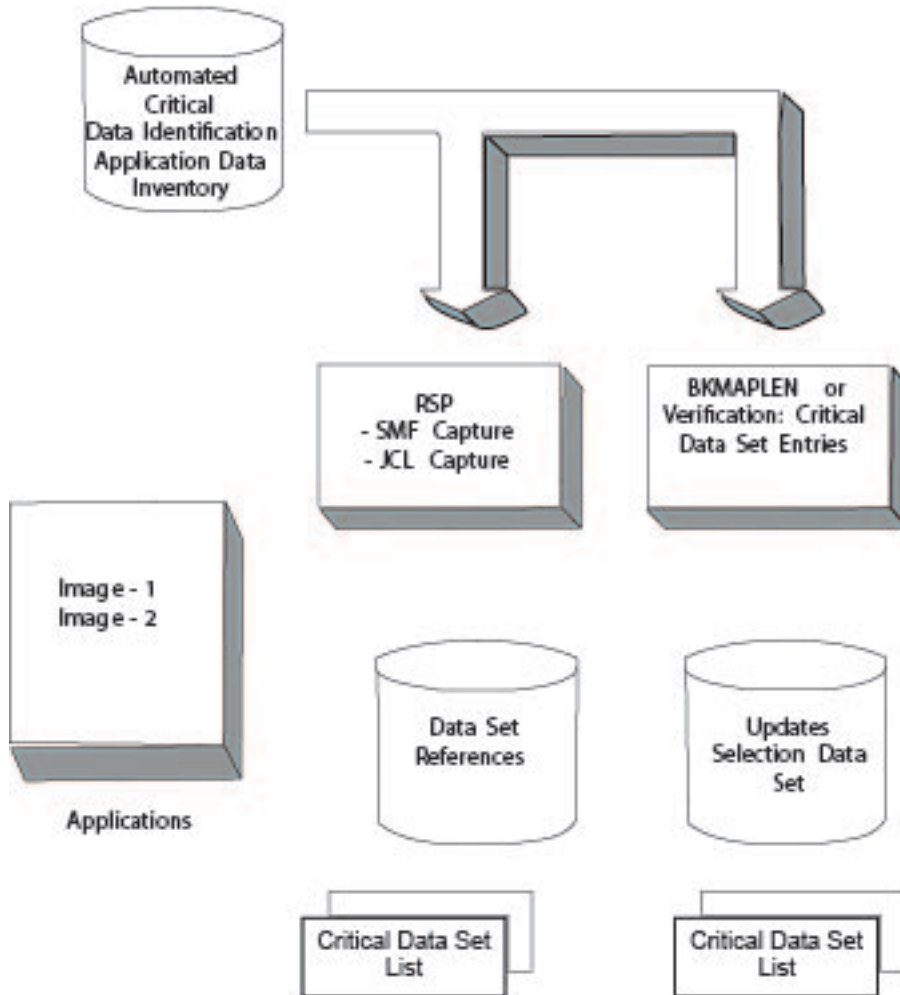 Automated
Critical
Data Identification
Application Data
Inventory
RSP
- SMF Capture
- JCL Capture
BKMAPLEN or
Verification: Critical
Data Set Entries
Image - 1
Image - 2
Applications
Data Set
References
Updates
Selection Data
Set
Critical Data Set
List
Critical Data Set
List